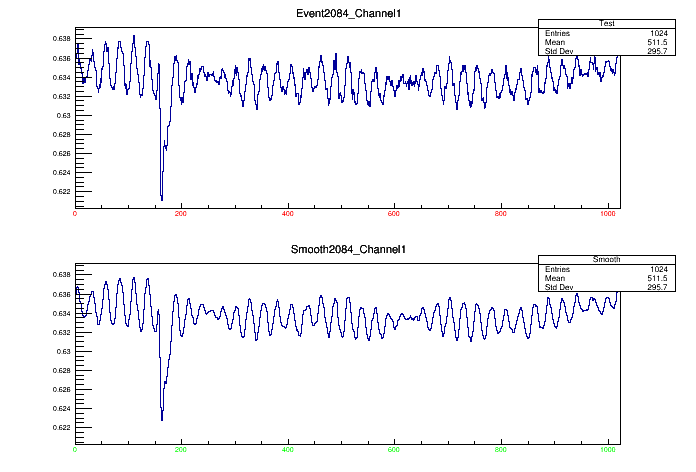 Event2084_Channel1
Test
Entries 1024
Mean 511.5
Std Dev 295.7
0.638
0.636
0.634
0.632
0.63
0.628
0.626
0.624
0.622
0 200 400 600 800 1000
Smooth2084_Channel1
Smooth
Entries 1024
Mean 511.5
Std Dev 295.7
0.638
0.636
0.634
0.632
0.63
0.628
0.626
0.624
0.622
0 200 400 600 800 1000